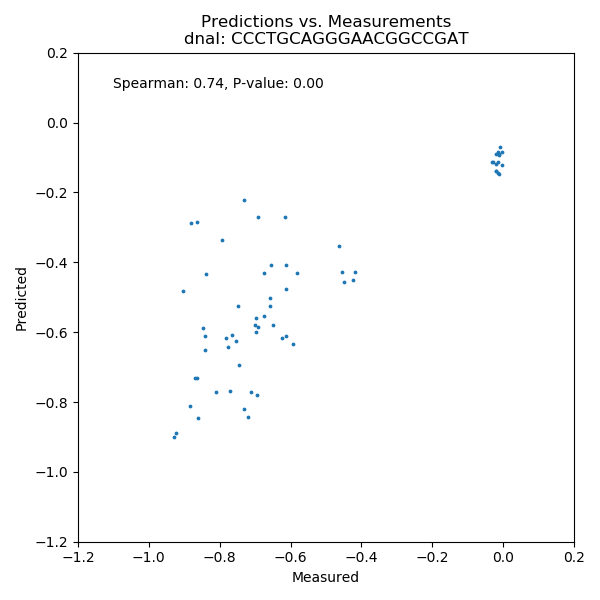 Predictions vs. Measurements
dnaI: CCCTGCAGGGAACGGCCGAT
Spearman: 0.74, P-value: 0.00
0.2
0.0
−0.2
−0.4
−0.6
−0.8
−1.0
−1.2
Predicted
−1.2 −1.0 −0.8 −0.6 −0.4 −0.2 0.0 0.2
Measured